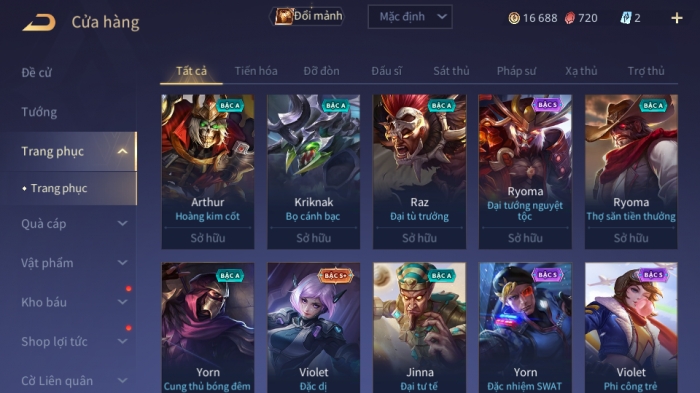 Cửa hàng
Đổi mảnh
Mặc định
16 688
720
2
Đề cử
Tướng
Trang phục
Trang phục
Quà cáp
Vật phẩm
Kho báu
Shop lợi tức
Cờ Liên quân
Tất cả
Tiến hóa
Đỡ đòn
Đấu sĩ
Sát thủ
Pháp sư
Xạ thủ
Trợ thủ
BẬC A
Arthur
Hoàng kim cốt
Sở hữu
BẬC A
Kriknak
Bọ cánh bạc
Sở hữu
BẬC A
Raz
Đại tù trưởng
Sở hữu
BẬC S
Ryoma
Đại tướng nguyệt
tộc
Sở hữu
BẬC A
Ryoma
Thợ săn tiền thưởng
Sở hữu
BẬC A
Yorn
Cung thủ bóng đêm
BẬC S+
Violet
Đặc dị
BẬC A
Jinna
Đại tư tế
BẬC S
Yorn
Đặc nhiệm SWAT
BẬC S
Violet
Phi công trẻ